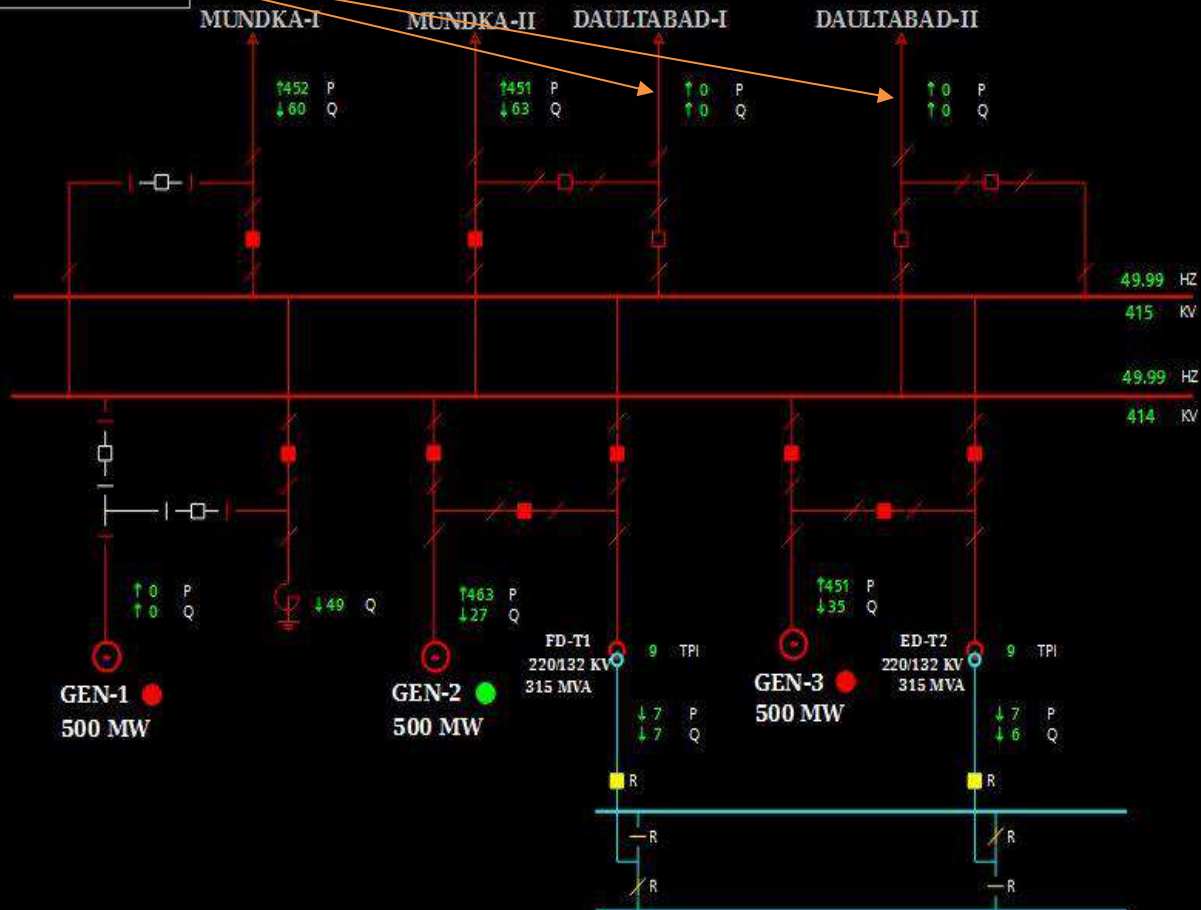 MUNDKA-I MUNDKA-II DAULTABAD-I DAULTABAD-II
↑452 P ↑451 P ↑ 0 P ↑ 0 P
↓60 Q ↓63 Q ↑ 0 Q ↑ 0 Q
49.99 HZ
415 KV
49.99 HZ
414 KV
↑ 0 P ↑463 P ↑451 P
↑ 0 Q ↓49 Q ↓27 Q ↓35 Q
FD-T1 9 TPI ED-T2 9 TPI
220/132 KV 220/132 KV
315 MVA 315 MVA
GEN-1 GEN-2 GEN-3
500 MW 500 MW 500 MW
↓ 7 P ↓ 7 P
↓ 7 Q ↓ 6 Q
R R
R R
R R